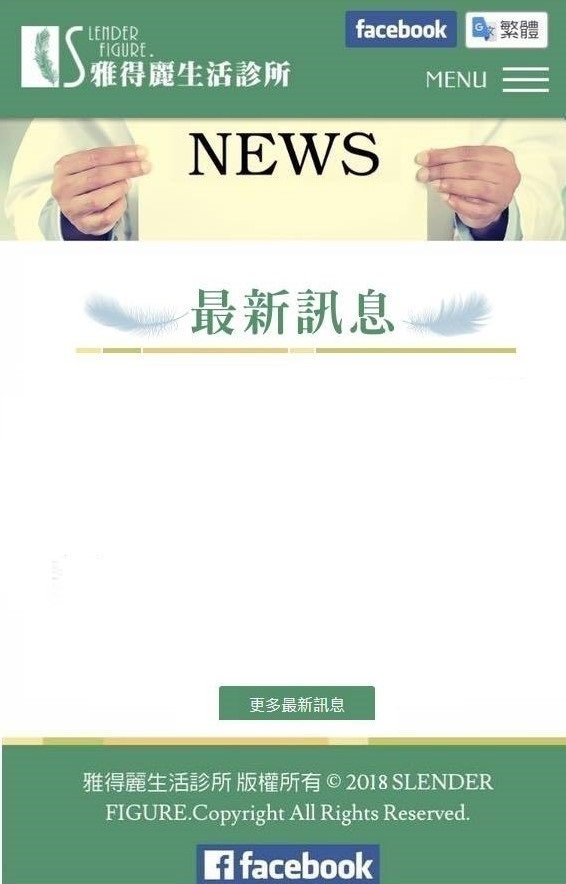 SLENDER
FIGURE.
雅得麗生活診所
facebook
繁體
MENU
NEWS
最新訊息
更多最新訊息
雅得麗生活診所 版權所有 © 2018 SLENDER
FIGURE.Copyright All Rights Reserved.
facebook